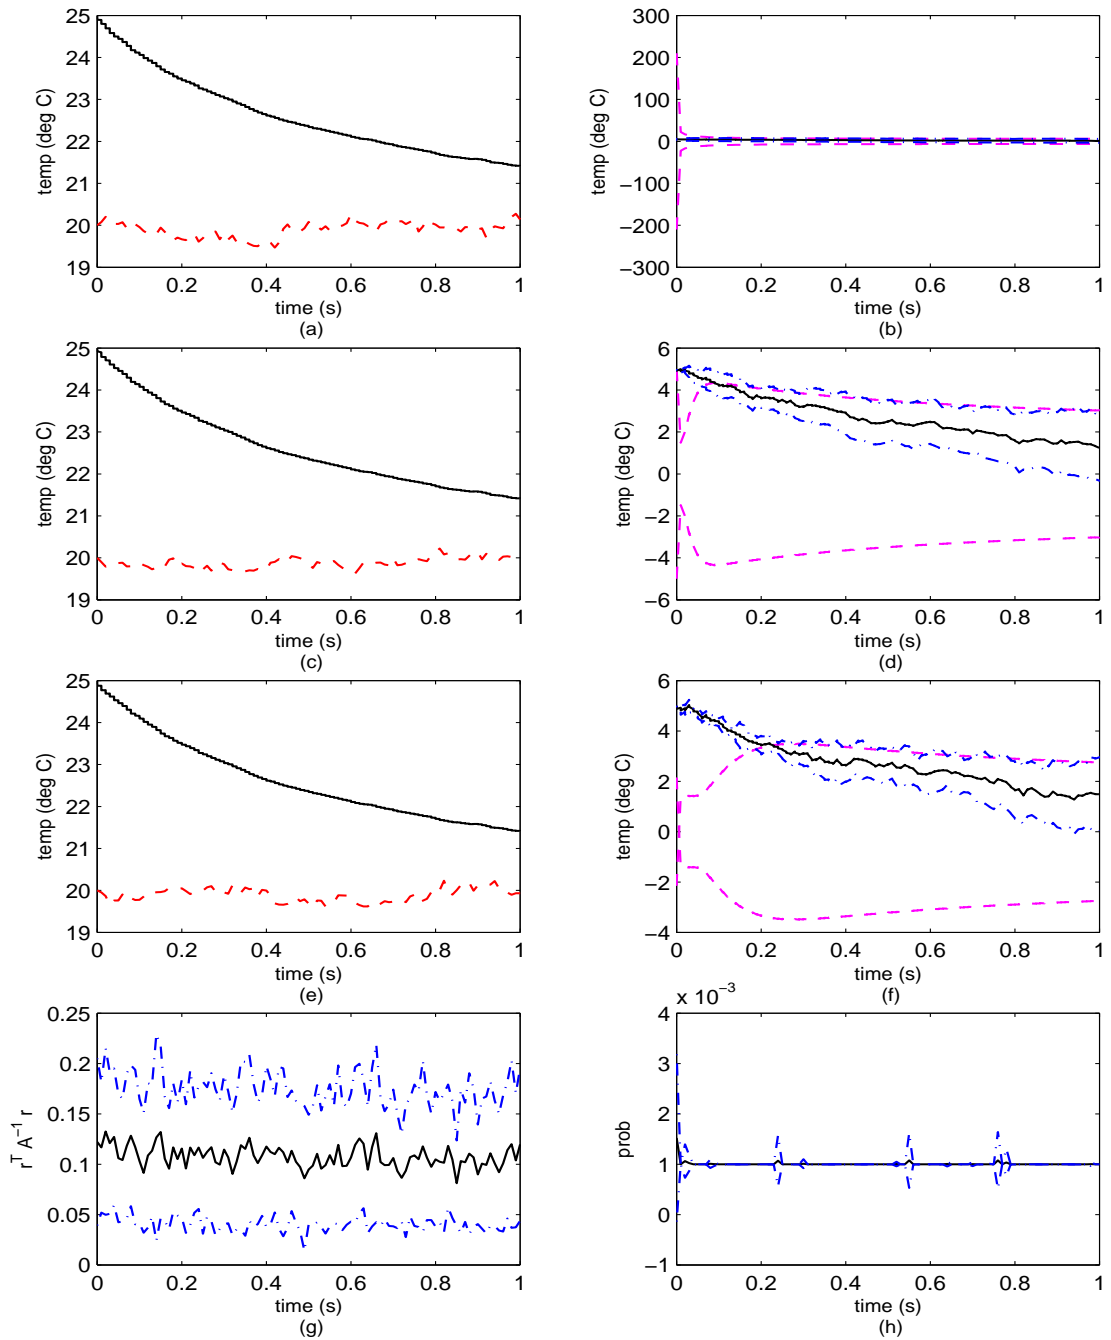 25
24
23
22
21
20
19
temp (deg C)
0 0.2 0.4 0.6 0.8 1
time (s)
(a)
300
200
100
0
−100
−200
−300
temp (deg C)
0 0.2 0.4 0.6 0.8 1
time (s)
(b)
25
24
23
22
21
20
19
temp (deg C)
0 0.2 0.4 0.6 0.8 1
time (s)
(c)
6
4
2
0
−2
−4
−6
temp (deg C)
0 0.2 0.4 0.6 0.8 1
time (s)
(d)
25
24
23
22
21
20
19
temp (deg C)
0 0.2 0.4 0.6 0.8 1
time (s)
(e)
6
4
2
0
−2
−4
temp (deg C)
0 0.2 0.4 0.6 0.8 1
time (s)
(f)
0.25
0.2
0.15
0.1
0.05
0
r^T A^−1 r
0 0.2 0.4 0.6 0.8 1
time (s)
(g)
x 10^−3
4
3
2
1
0
−1
prob
0 0.2 0.4 0.6 0.8 1
time (s)
(h)